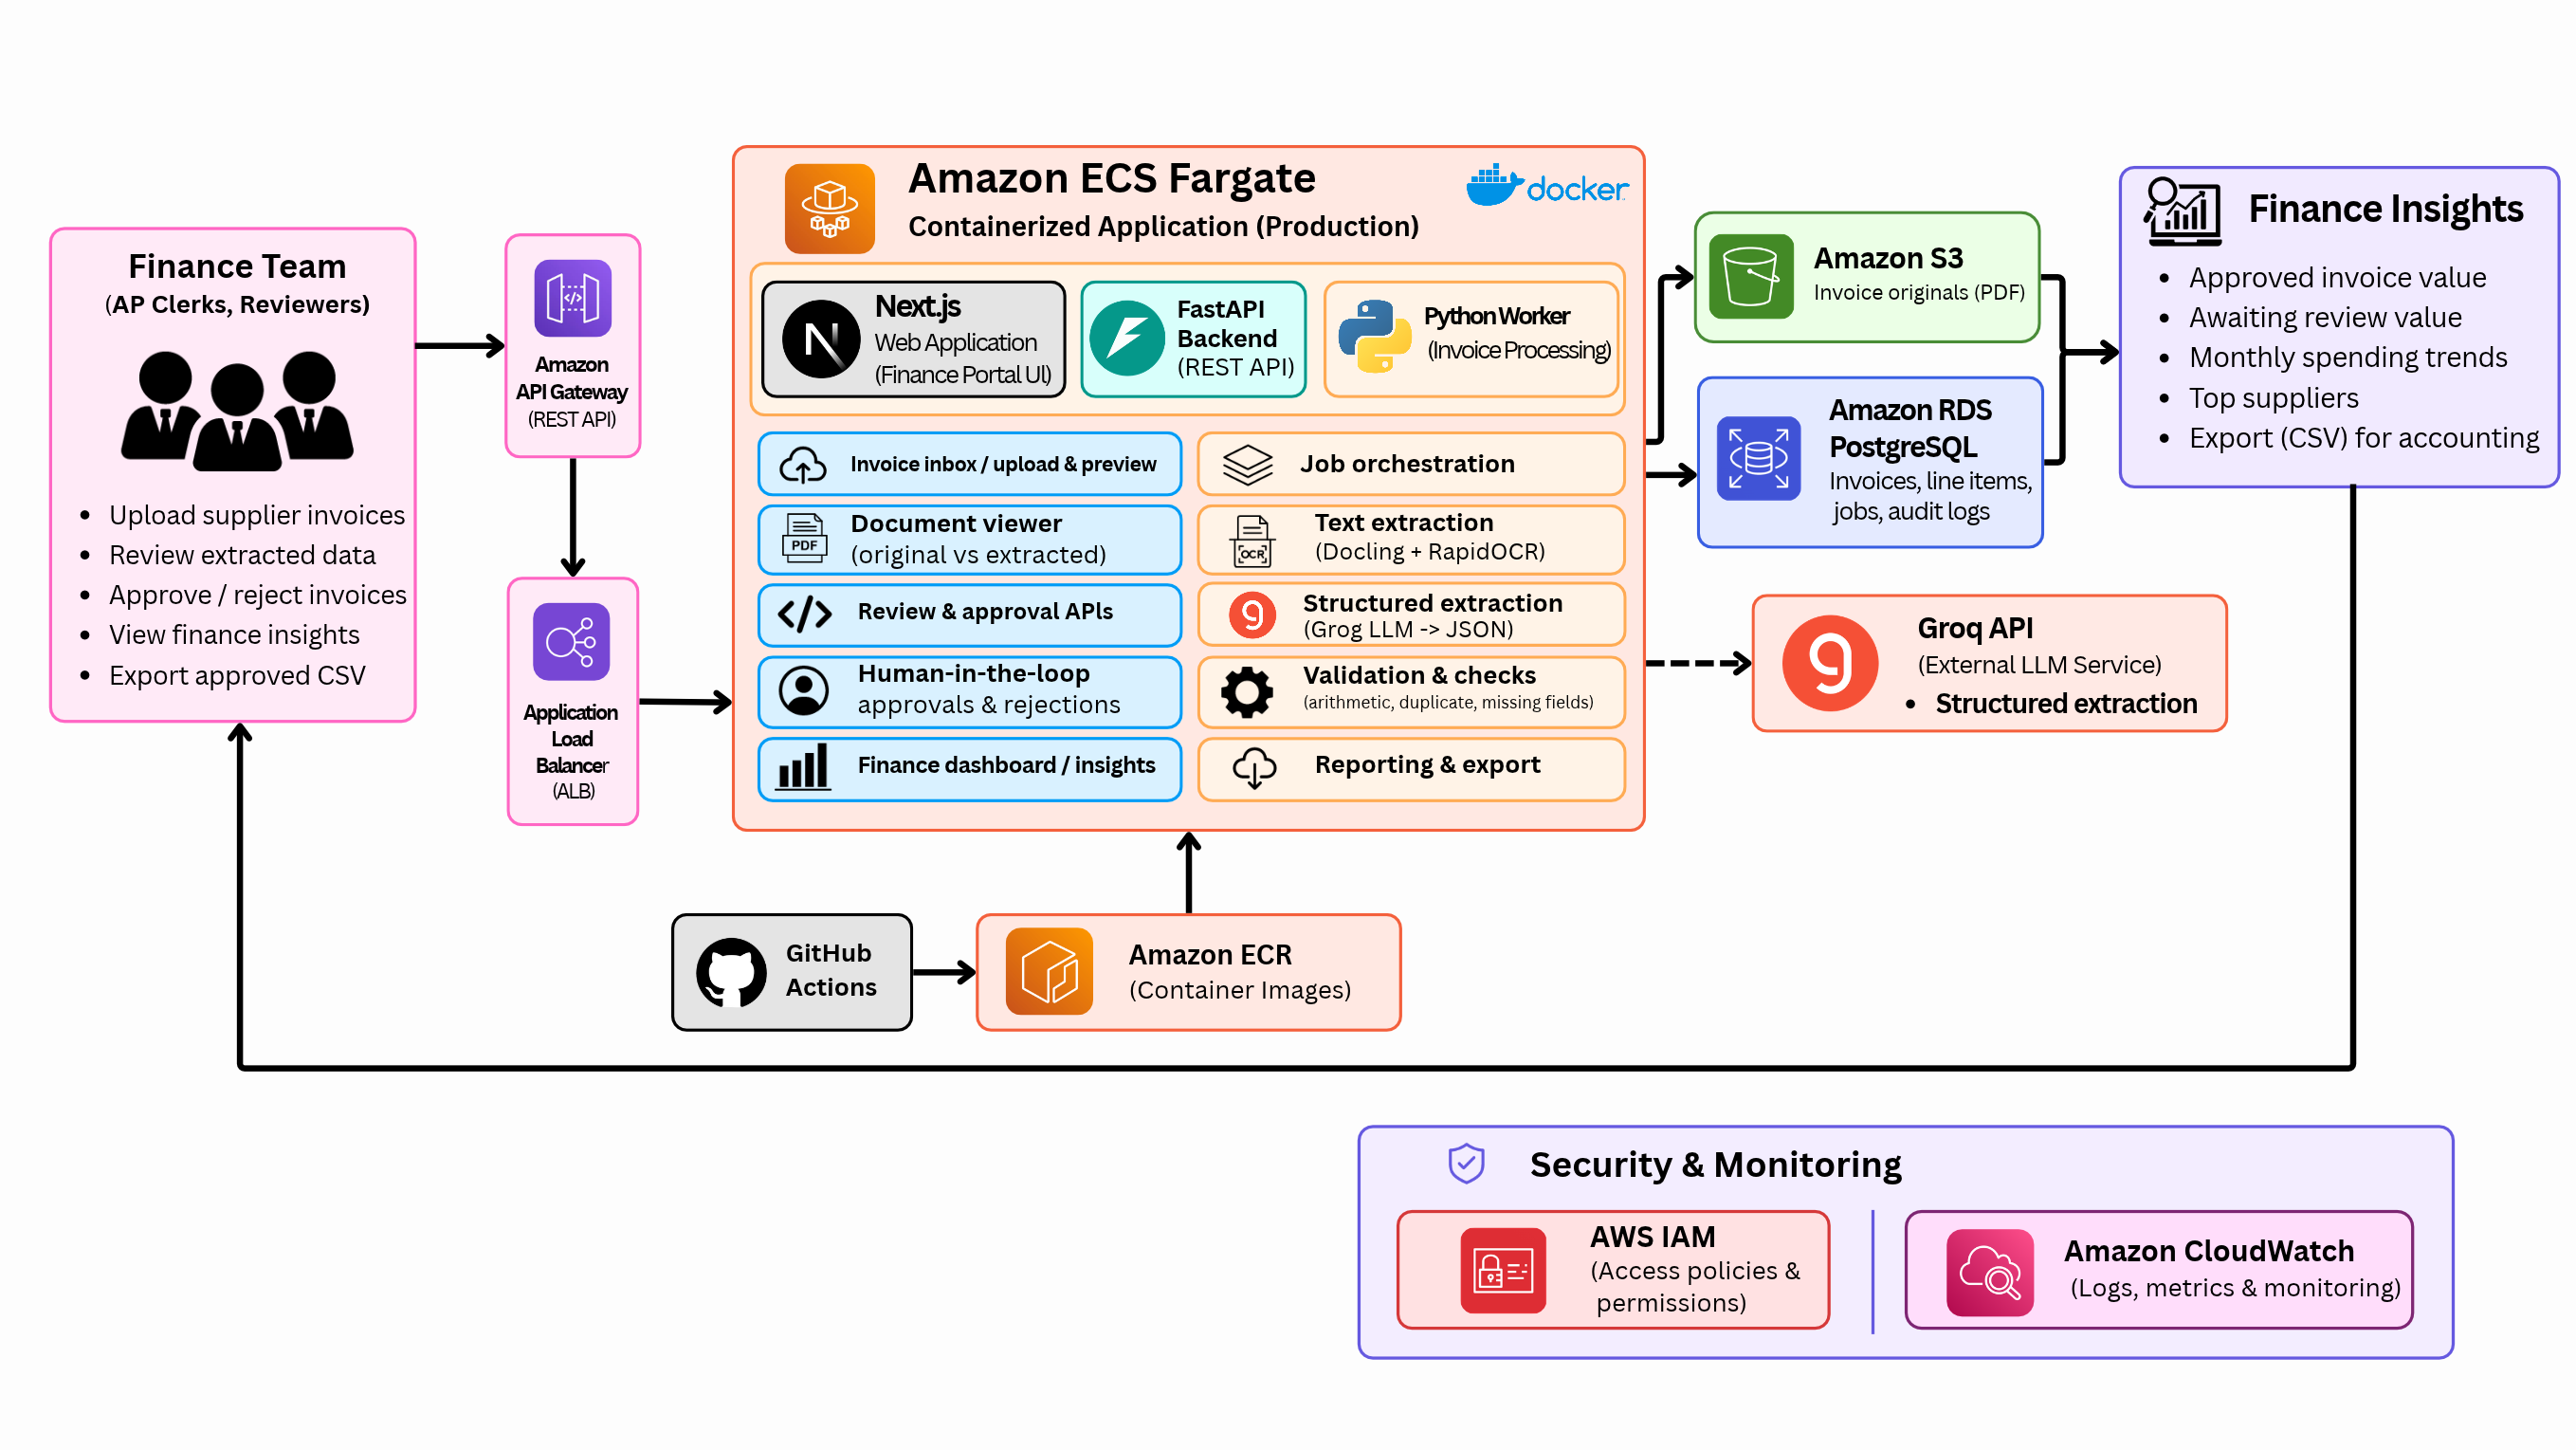 Finance Team
(AP Clerks, Reviewers)
• Upload supplier invoices
• Review extracted data
• Approve / reject invoices
• View finance insights
• Export approved CSV
</>
Amazon
API Gateway
(REST API)
Application
Load
Balancer
(ALB)
Amazon ECS Fargate
Containerized Application (Production)
docker
N
Next.js
Web Application
(Finance Portal UI)
FastAPI
Backend
(REST API)
Python Worker
(Invoice Processing)
Invoice inbox / upload & preview
PDF
Document viewer
(original vs extracted)
</>
Review & approval APIs
Human-in-the-loop
approvals & rejections
Finance dashboard / insights
Job orchestration
OCR
Text extraction
(Docling + RapidOCR)
Structured extraction
(Grog LLM -> JSON)
Validation & checks
(arithmetic, duplicate, missing fields)
Reporting & export
Amazon S3
Invoice originals (PDF)
Amazon RDS
PostgreSQL
Invoices, line items,
jobs, audit logs
Groq API
(External LLM Service)
• Structured extraction
Finance Insights
• Approved invoice value
• Awaiting review value
• Monthly spending trends
• Top suppliers
• Export (CSV) for accounting
GitHub
Actions
Amazon ECR
(Container Images)
Security & Monitoring
AWS IAM
(Access policies &
permissions)
Amazon CloudWatch
(Logs, metrics & monitoring)